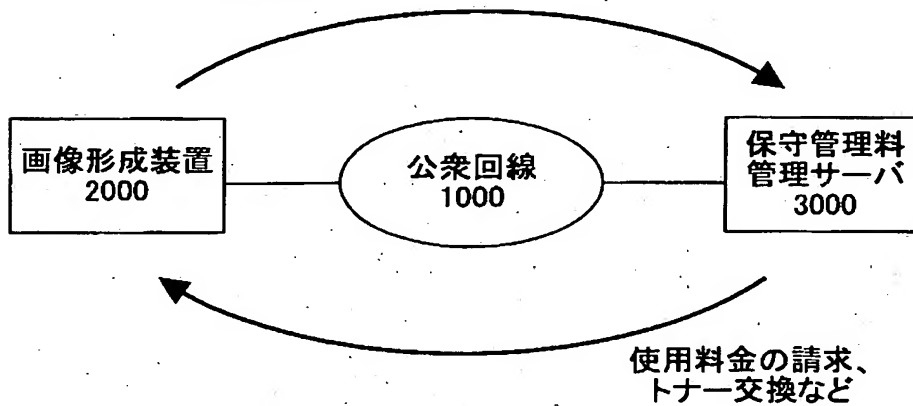 画像形成装置
2000
公衆回線
1000
保守管理料
管理サーバ
3000
使用料金の請求、
トナー交換など